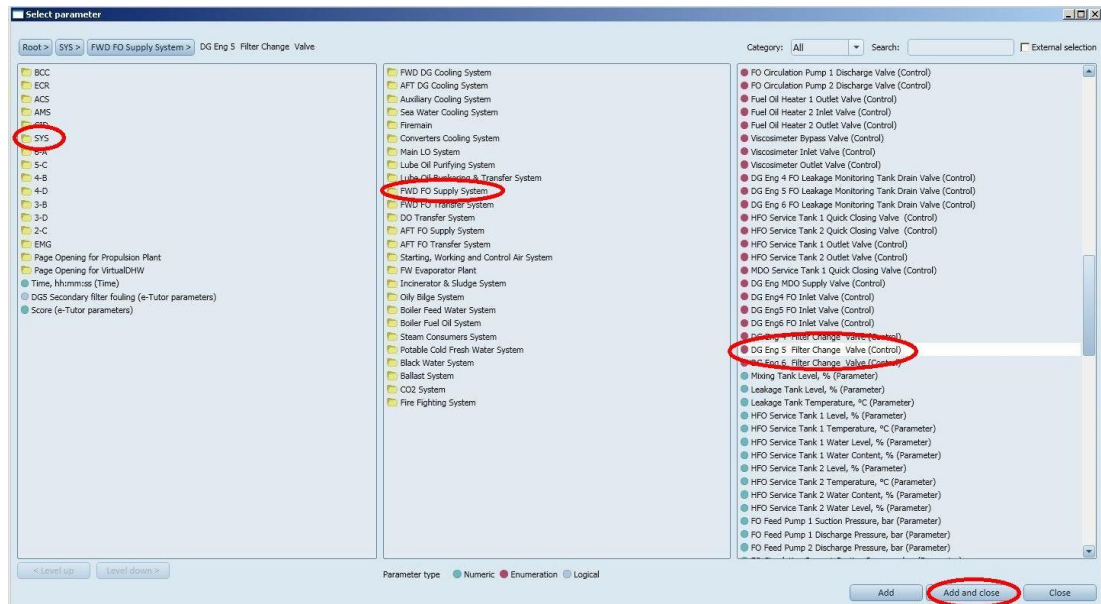 Select parameter
Root > SYS > FWD FO Supply System > DG Eng 5 Filter Change Valve
Category: All Search: External selection
BCC
ECR
ACS
AMS
SYS
6-A
5-C
4-B
4-D
3-B
3-D
2-C
EMG
Page Opening for Propulsion Plant
Page Opening for VirtualDHW
Time, hh:mm:ss (Time)
DG5 Secondary filter fouling (e-Tutor parameters)
Score (e-Tutor parameters)
FWD DG Cooling System
AFT DG Cooling System
Auxiliary Cooling System
Sea Water Cooling System
Firemain
Converters Cooling System
Main LO System
Lube Oil Purifying System
Lube Oil Bunkering & Transfer System
FWD FO Supply System
FWD FO Transfer System
DO Transfer System
AFT FO Supply System
AFT FO Transfer System
Starting, Working and Control Air System
FW Evaporator Plant
Incinerator & Sludge System
Oily Bilge System
Boiler Feed Water System
Boiler Fuel Oil System
Steam Consumers System
Potable Cold Fresh Water System
Black Water System
Ballast System
CO2 System
Fire Fighting System
FO Circulation Pump 1 Discharge Valve (Control)
FO Circulation Pump 2 Discharge Valve (Control)
Fuel Oil Heater 1 Outlet Valve (Control)
Fuel Oil Heater 2 Inlet Valve (Control)
Fuel Oil Heater 2 Outlet Valve (Control)
Viscosimeter Bypass Valve (Control)
Viscosimeter Inlet Valve (Control)
Viscosimeter Outlet Valve (Control)
DG Eng 4 FO Leakage Monitoring Tank Drain Valve (Control)
DG Eng 5 FO Leakage Monitoring Tank Drain Valve (Control)
DG Eng 6 FO Leakage Monitoring Tank Drain Valve (Control)
HFO Service Tank 1 Quick Closing Valve (Control)
HFO Service Tank 2 Quick Closing Valve (Control)
HFO Service Tank 1 Outlet Valve (Control)
HFO Service Tank 2 Outlet Valve (Control)
MDO Service Tank 1 Quick Closing Valve (Control)
DG Eng MDO Supply Valve (Control)
DG Eng4 FO Inlet Valve (Control)
DG Eng5 FO Inlet Valve (Control)
DG Eng6 FO Inlet Valve (Control)
DG Eng 4 Filter Change Valve (Control)
DG Eng 5 Filter Change Valve (Control)
DG Eng 6 Filter Change Valve (Control)
Mixing Tank Level, % (Parameter)
Leakage Tank Level, % (Parameter)
Leakage Tank Temperature, °C (Parameter)
HFO Service Tank 1 Level, % (Parameter)
HFO Service Tank 1 Temperature, °C (Parameter)
HFO Service Tank 1 Water Level, % (Parameter)
HFO Service Tank 1 Water Content, % (Parameter)
HFO Service Tank 2 Level, % (Parameter)
HFO Service Tank 2 Temperature, °C (Parameter)
HFO Service Tank 2 Water Content, % (Parameter)
HFO Service Tank 2 Water Level, % (Parameter)
FO Feed Pump 1 Suction Pressure, bar (Parameter)
FO Feed Pump 1 Discharge Pressure, bar (Parameter)
FO Feed Pump 2 Discharge Pressure, bar (Parameter)
< Level up Level down >
Parameter type Numeric Enumeration Logical
Add Add and close Close